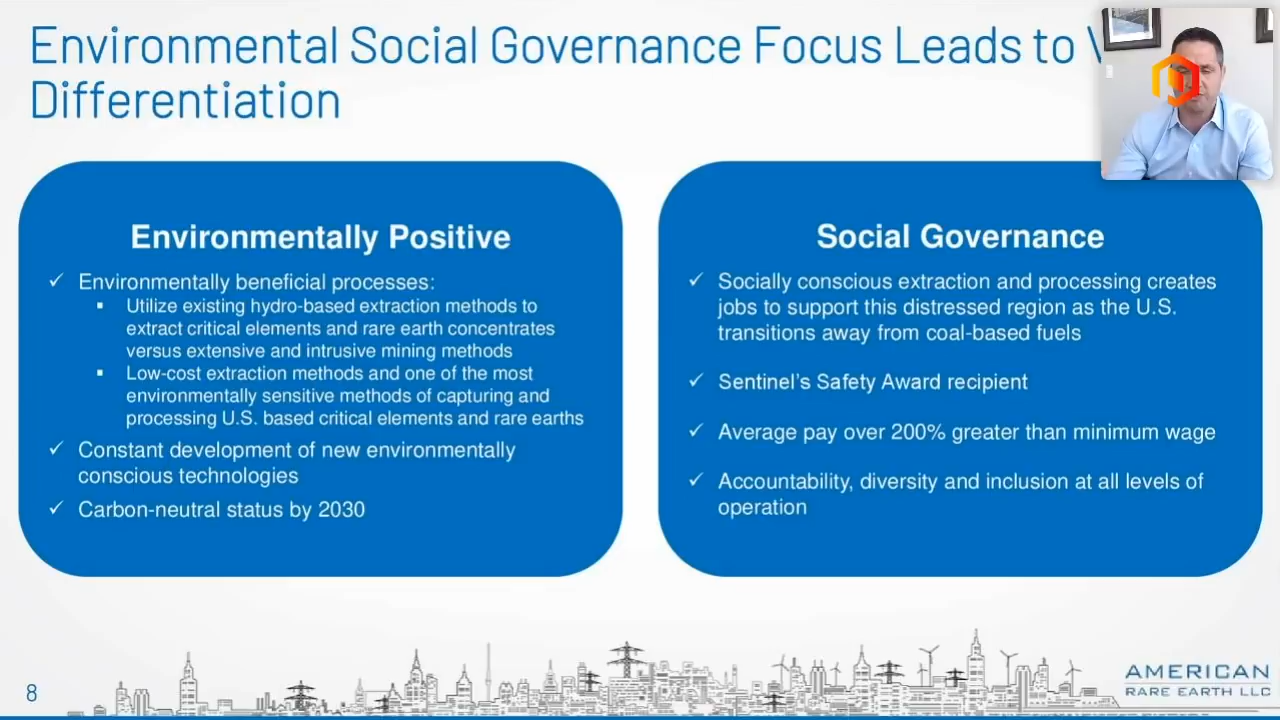 Environmental Social Governance Focus Leads to
Differentiation
Environmentally Positive
✓ Environmentally beneficial processes:
▪ Utilize existing hydro-based extraction methods to
extract critical elements and rare earth concentrates
versus extensive and intrusive mining methods
▪ Low-cost extraction methods and one of the most
environmentally sensitive methods of capturing and
processing U.S. based critical elements and rare earths
✓ Constant development of new environmentally
conscious technologies
✓ Carbon-neutral status by 2030
Social Governance
✓ Socially conscious extraction and processing creates
jobs to support this distressed region as the U.S.
transitions away from coal-based fuels
✓ Sentinel's Safety Award recipient
✓ Average pay over 200% greater than minimum wage
✓ Accountability, diversity and inclusion at all levels of
operation
8
AMERICAN
RARE EARTH LLC